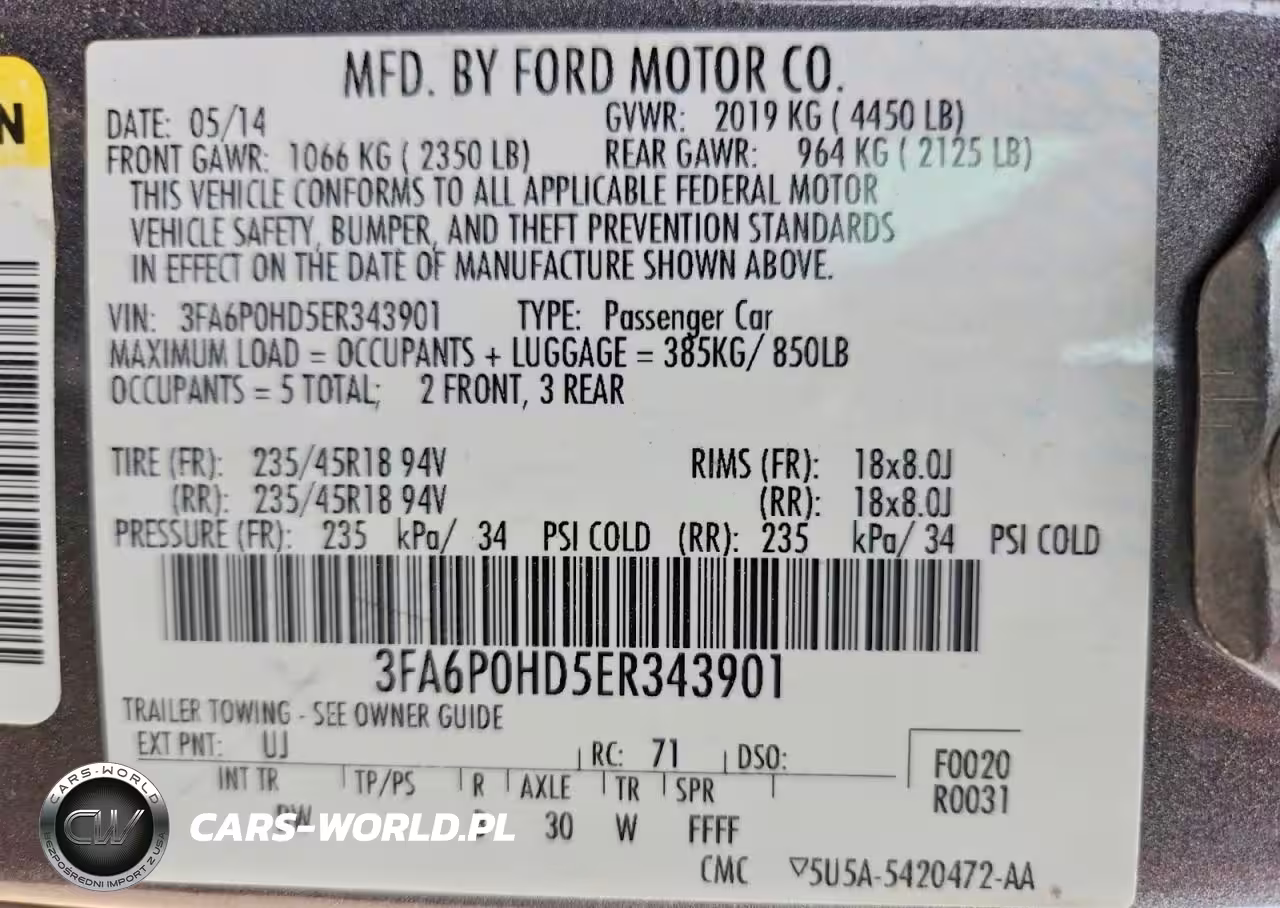 MFD. BY FORD MOTOR CO.
DATE: 05/14 GVWR: 2019 KG ( 4450 LB)
FRONT GAWR: 1066 KG ( 2350 LB) REAR GAWR: 964 KG ( 2125 LB)
THIS VEHICLE CONFORMS TO ALL APPLICABLE FEDERAL MOTOR
VEHICLE SAFETY, BUMPER, AND THEFT PREVENTION STANDARDS
IN EFFECT ON THE DATE OF MANUFACTURE SHOWN ABOVE.
VIN: 3FA6P0HD5ER343901 TYPE: Passenger Car
MAXIMUM LOAD = OCCUPANTS + LUGGAGE = 385KG/ 850LB
OCCUPANTS = 5 TOTAL; 2 FRONT, 3 REAR
TIRE (FR): 235/45R18 94V RIMS (FR): 18x8.0J
(RR): 235/45R18 94V (RR): 18x8.0J
PRESSURE (FR): 235 kPa/ 34 PSI COLD (RR): 235 kPa/ 34 PSI COLD
3FA6P0HD5ER343901
TRAILER TOWING - SEE OWNER GUIDE
EXT PNT: UJ RC: 71 DSO: F0020
INT TR TP/PS R AXLE TR SPR R0031
30 W FFFF
CMC ▽5U5A-5420472-AA
N
CARS-WORLD
CW
BEZPOŚREDNI IMPORT Z USA
CARS-WORLD.PL